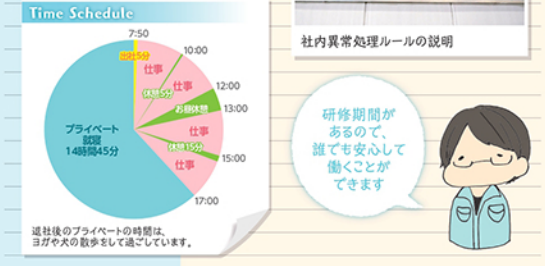 Time Schedule
7:50
出社5分
10:00
仕事
休憩5分
仕事
12:00
お昼休憩
13:00
仕事
休憩15分
15:00
仕事
17:00
プライベート
就寝
14時間45分
退社後のプライベートの時間は、
ヨガや犬の散歩をして過ごしています。
社内異常処理ルールの説明
研修期間が
あるので、
誰でも安心して
働くことが
できます